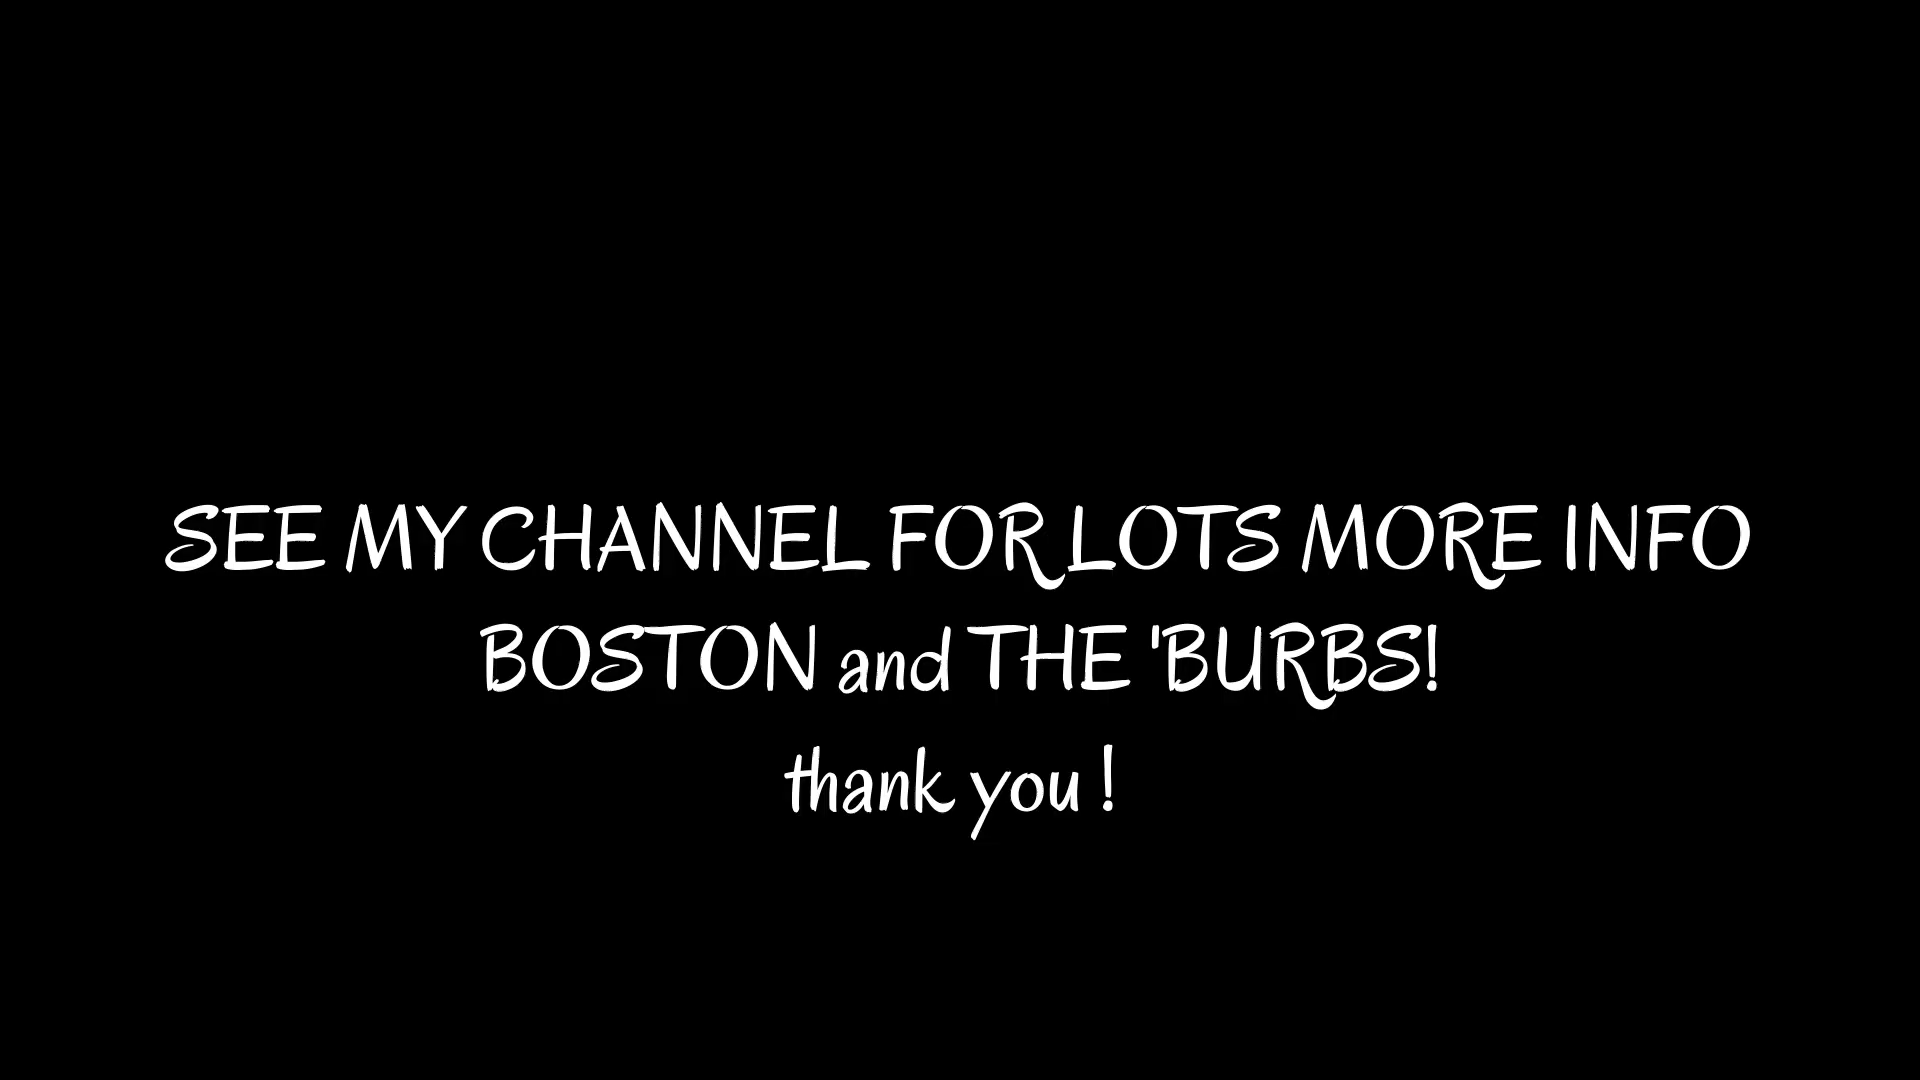 SEE MY CHANNEL FOR LOTS MORE INFO
BOSTON and THE 'BURBS!
thank you !